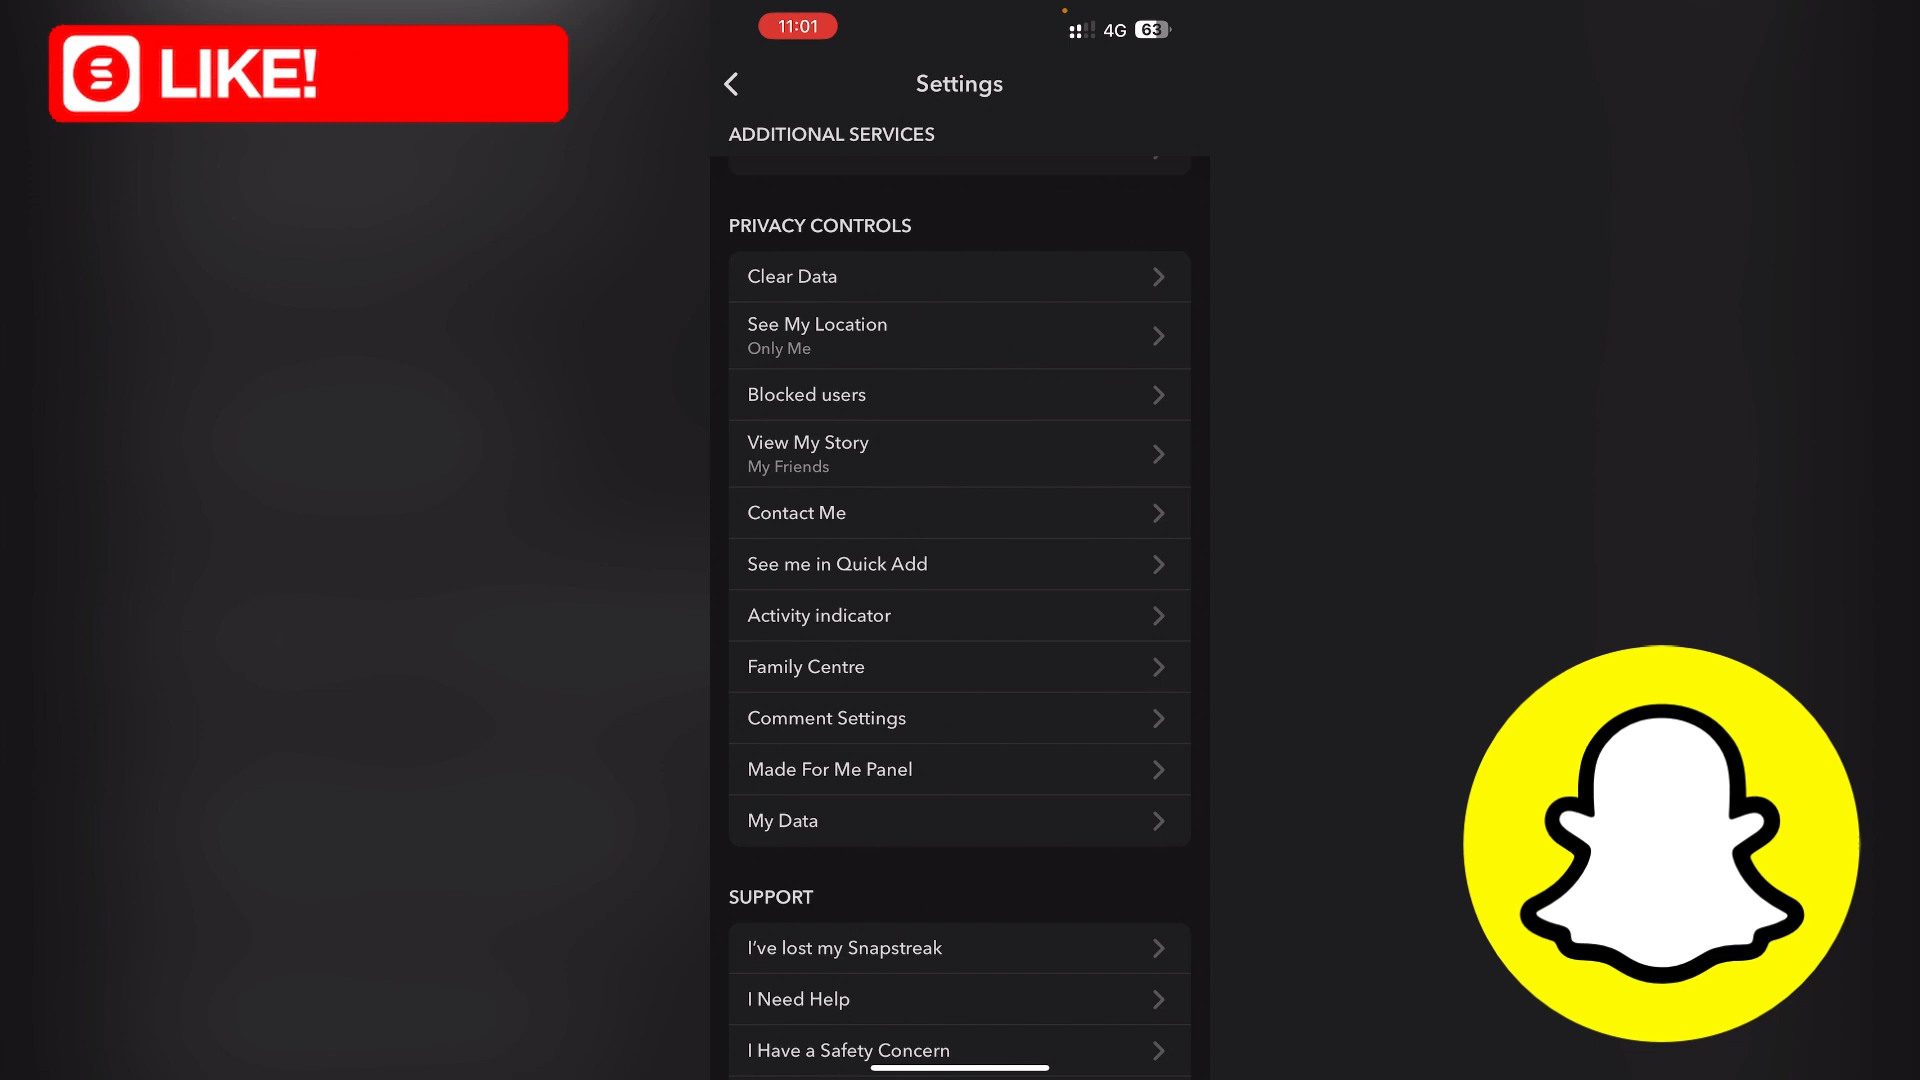 LIKE!
11:01
4G 63
Settings
ADDITIONAL SERVICES
PRIVACY CONTROLS
Clear Data
See My Location
Only Me
Blocked users
View My Story
My Friends
Contact Me
See me in Quick Add
Activity indicator
Family Centre
Comment Settings
Made For Me Panel
My Data
SUPPORT
I’ve lost my Snapstreak
I Need Help
I Have a Safety Concern